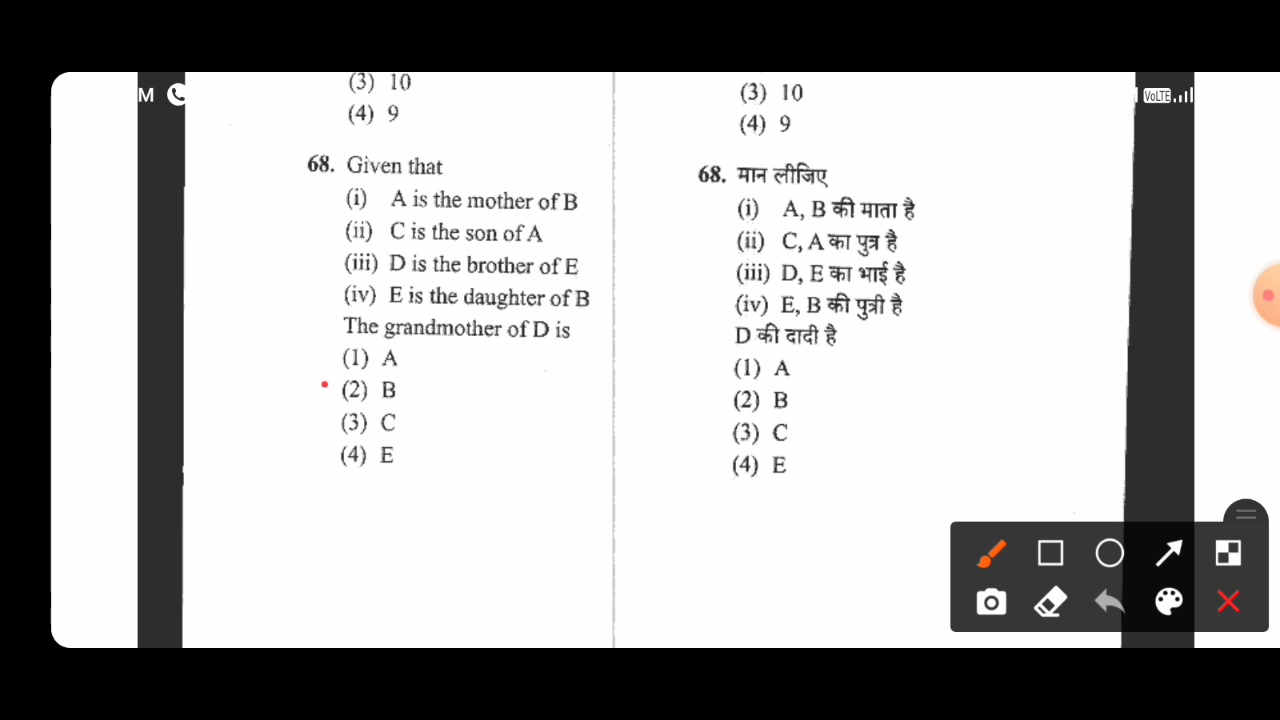 (3) 10
(4) 9
68. Given that
(i) A is the mother of B
(ii) C is the son of A
(iii) D is the brother of E
(iv) E is the daughter of B
The grandmother of D is
(1) A
(2) B
(3) C
(4) E
M
VoLTE
(3) 10
(4) 9
68. मान लीजिए
(i) A, B की माता है
(ii) C, A का पुत्र है
(iii) D, E का भाई है
(iv) E, B की पुत्री है
D की दादी है
(1) A
(2) B
(3) C
(4) E